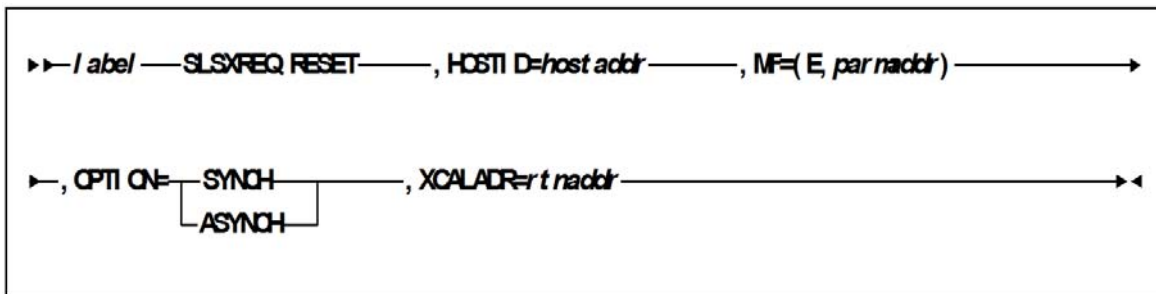 label SLSXREQ RESET , HOSTID=hostaddr , MF=(E, parmaddr)
, OPTION= SYNCH , XCALADR=rtnaddr
ASYNCH